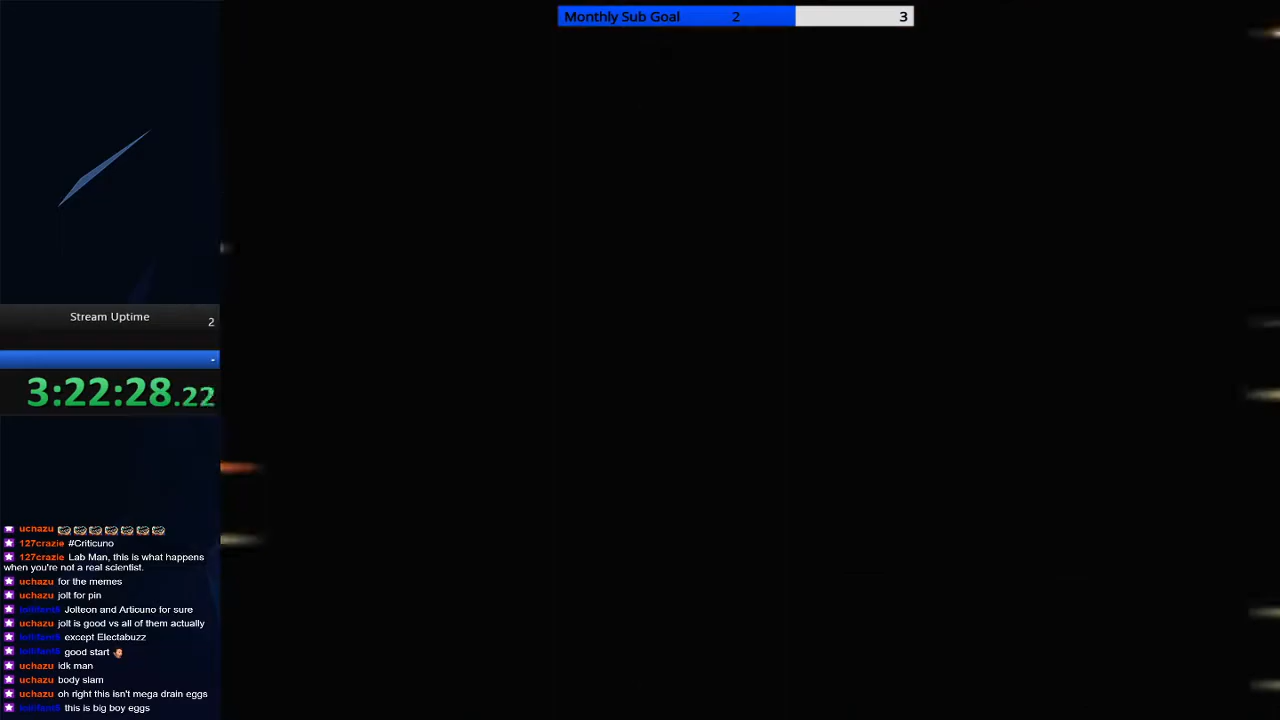 Monthly Sub Goal 2 3
Stream Uptime 2
-
3:22:28.22
uchazu
127crazie #Criticuno
127crazie Lab Man, this is what happens
when you're not a real scientist.
uchazu for the memes
uchazu jolt for pin
Jolteon and Articuno for sure
uchazu jolt is good vs all of them actually
except Electabuzz
good start
uchazu idk man
uchazu body slam
uchazu oh right this isn't mega drain eggs
this is big boy eggs